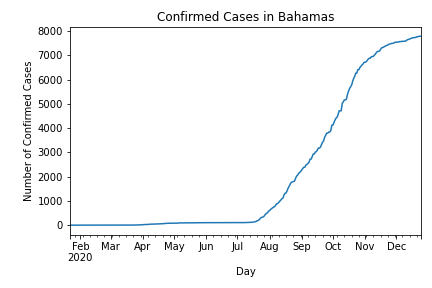 Confirmed Cases in Bahamas
8000
7000
6000
5000
4000
3000
2000
1000
0
Number of Confirmed Cases
Feb Mar Apr May Jun Jul Aug Sep Oct Nov Dec
2020
Day